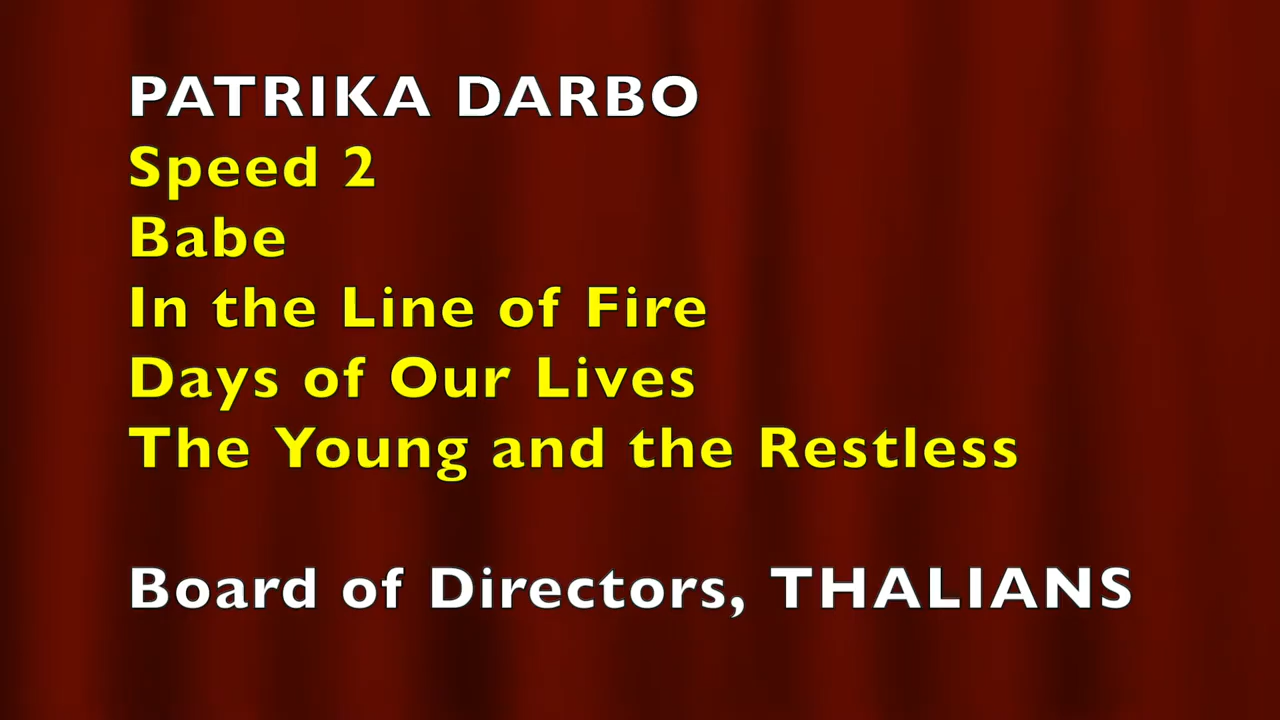 PATRIKA DARBO
Speed 2
Babe
In the Line of Fire
Days of Our Lives
The Young and the Restless
Board of Directors, THALIANS